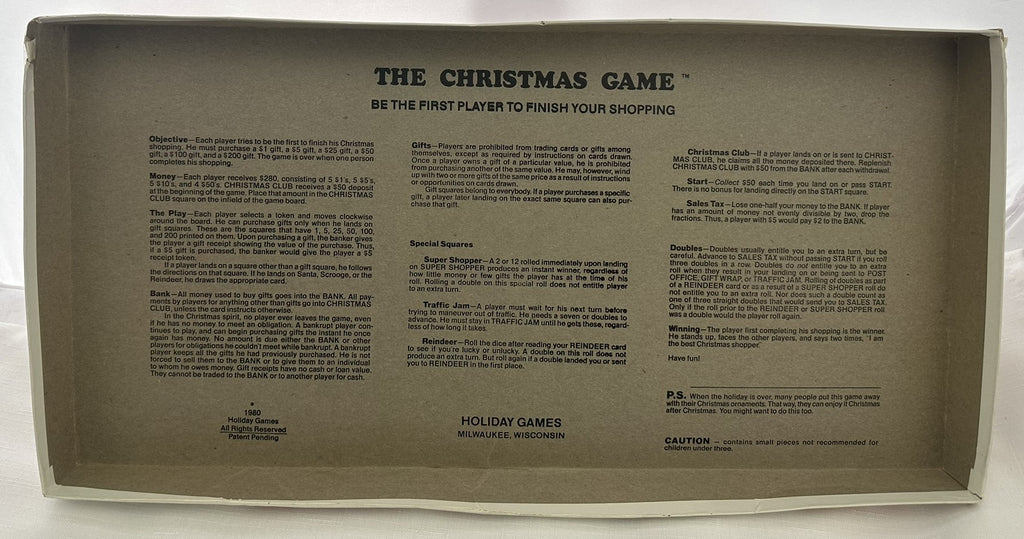 THE CHRISTMAS GAME™
BE THE FIRST PLAYER TO FINISH YOUR SHOPPING
Objective—Each player tries to be the first to finish his Christmas
shopping. He must purchase a $1 gift, a $5 gift, a $25 gift, a $50
gift, a $100 gift, and a $200 gift. The game is over when one person
completes his shopping.
Money—Each player receives $280, consisting of 5 $1's, 5 $5's,
5 $10's, and 4 $50's. CHRISTMAS CLUB receives a $50 deposit
at the beginning of the game. Place that amount in the CHRISTMAS
CLUB square on the infield of the game board.
The Play—Each player selects a token and moves clockwise
around the board. He can purchase gifts only when he lands on
gift squares. These are the squares that have 1, 5, 25, 50, 100,
and 200 printed on them. Upon purchasing a gift, the banker gives
the player a gift receipt showing the value of the purchase. Thus,
if a $5 gift is purchased, the banker would give the player a $5
receipt token.
If a player lands on a square other than a gift square, he follows
the directions on that square. If he lands on Santa, Scrooge, or the
Reindeer, he draws the appropriate card.
Bank—All money used to buy gifts goes into the BANK. All pay-
ments by players for anything other than gifts go into CHRISTMAS
CLUB, unless the card instructs otherwise.
In the Christmas spirit, no player ever leaves the game, even
if he has no money to meet an obligation. A bankrupt player con-
tinues to play, and can begin purchasing gifts the instant he once
again has money. No amount is due either the BANK or other
players for obligations he couldn't meet while bankrupt. A bankrupt
player keeps all the gifts he had previously purchased. He is not
forced to sell them to the BANK or to give them to an individual
to whom he owes money. Gift receipts have no cash or loan value.
They cannot be traded to the BANK or to another player for cash.
1980
Holiday Games
All Rights Reserved
Patent Pending
Gifts—Players are prohibited from trading cards or gifts among
themselves, except as required by instructions on cards drawn.
Once a player owns a gift of a particular value, he is prohibited
from purchasing another of the same value. He may, however, wind
up with two or more gifts of the same price as a result of instructions
or opportunities on cards drawn.
Gift squares belong to everybody. If a player purchases a specific
gift, a player later landing on the exact same square can also pur-
chase that gift.
Special Squares
Super Shopper—A 2 or 12 rolled immediately upon landing
on SUPER SHOPPER produces an instant winner, regardless of
how little money or few gifts the player has at the time of his
roll. Rolling a double on this special roll does not entitle player
to an extra turn.
Traffic Jam—A player must wait for his next turn before
trying to maneuver out of traffic. He needs a seven or doubles to
advance. He must stay in TRAFFIC JAM until he gets these, regard-
less of how long it takes.
Reindeer—Roll the dice after reading your REINDEER card
to see if you're lucky or unlucky. A double on this roll does not
produce an extra turn. But roll again if a double landed you or sent
you to REINDEER in the first place.
HOLIDAY GAMES
MILWAUKEE, WISCONSIN
Christmas Club—If a player lands on or is sent to CHRIST-
MAS CLUB, he claims all the money deposited there. Replenish
CHRISTMAS CLUB with $50 from the BANK after each withdrawal.
Start—Collect $50 each time you land on or pass START.
There is no bonus for landing directly on the START square.
Sales Tax—Lose one-half your money to the BANK. If player
has an amount of money not evenly divisible by two, drop the
fractions. Thus, a player with $5 would pay $2 to the BANK.
Doubles—Doubles usually entitle you to an extra turn, but be
careful. Advance to SALES TAX without passing START if you roll
three doubles in a row. Doubles do not entitle you to an extra
roll when they result in your landing on or being sent to POST
OFFICE, GIFT WRAP or TRAFFIC JAM. Rolling of doubles as part
of a REINDEER card or as a result of a SUPER SHOPPER roll do
not entitle you to an extra roll. Nor does such a double count as
one of three straight doubles that would send you to SALES TAX.
Only if the roll prior to the REINDEER or SUPER SHOPPER roll
was a double would the player roll again.
Winning—The player first completing his shopping is the winner.
He stands up, faces the other players, and says two times, "I am
the best Christmas shopper."
Have fun!
P.S. When the holiday is over, many people put this game away
with their Christmas ornaments. That way, they can enjoy it Christmas
after Christmas. You might want to do this too.
CAUTION – contains small pieces not recommended for
children under three.